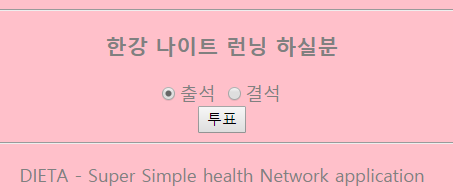 한강 나이트 런닝 하실분
출석 결석
투표
DIETA - Super Simple health Network application